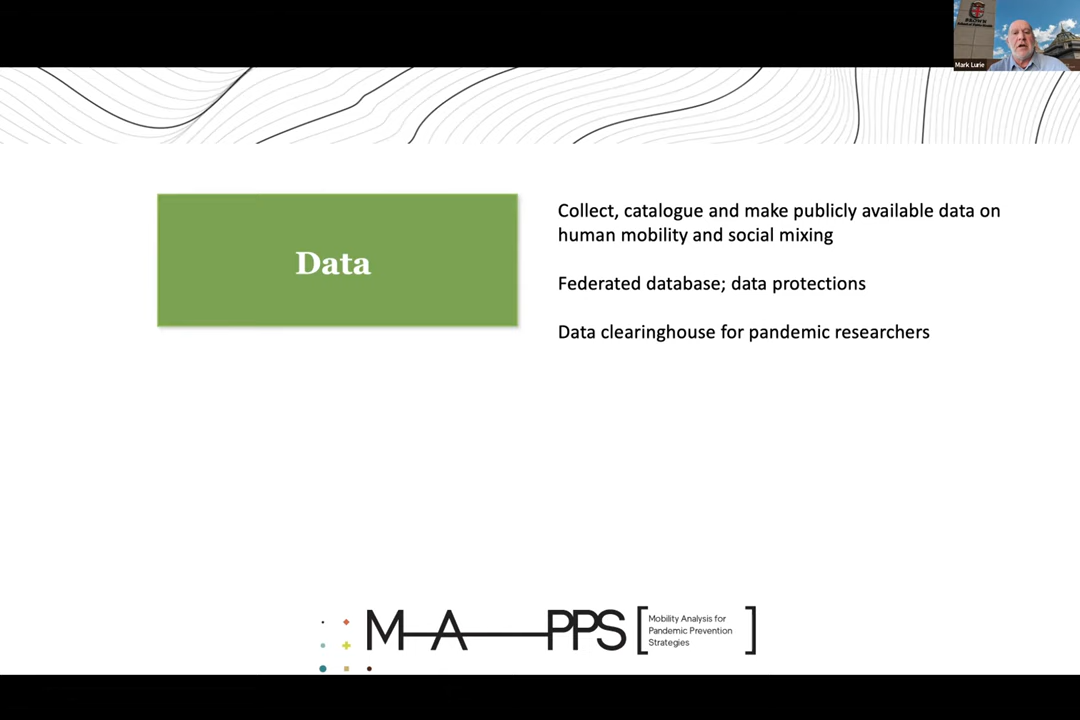 BROWN
Mark Lurie
Data
Collect, catalogue and make publicly available data on
human mobility and social mixing
Federated database; data protections
Data clearinghouse for pandemic researchers
M A PPS
Mobility Analysis for
Pandemic Prevention
Strategies